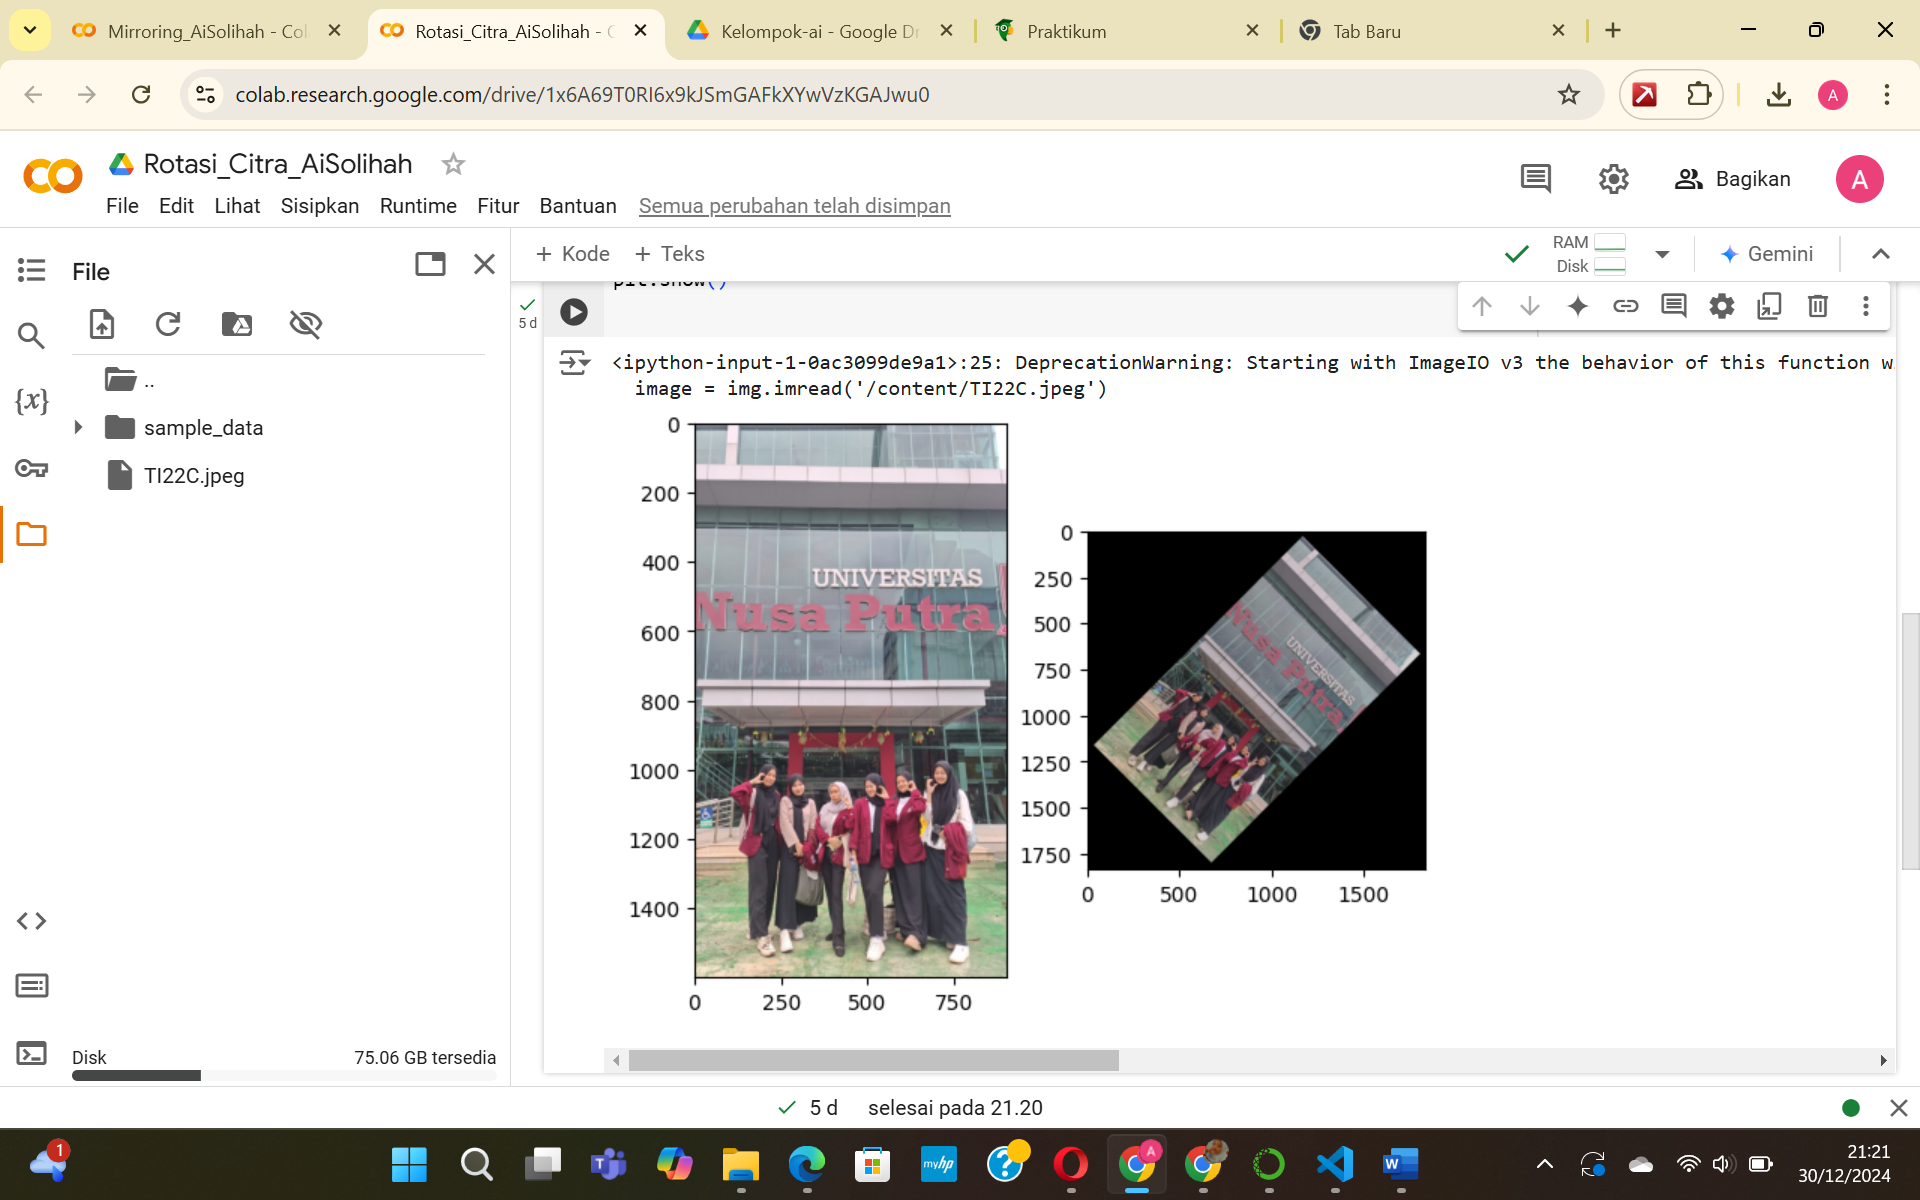 Mirroring_AiSolihah - Col
Rotasi_Citra_AiSolihah - C
Kelompok-ai - Google Dr
Praktikum
Tab Baru
colab.research.google.com/drive/1x6A69T0RI6x9kJSmGAFkXYwVzKGAJwu0
A
Rotasi_Citra_AiSolihah
File Edit Lihat Sisipkan Runtime Fitur Bantuan Semua perubahan telah disimpan
Bagikan
A
File
+ Kode + Teks
RAM
Disk
Gemini
..
sample_data
TI22C.jpeg
{x}
Disk 75.06 GB tersedia
plt.show()
5 d
<ipython-input-1-0ac3099de9a1>:25: DeprecationWarning: Starting with ImageIO v3 the behavior of this function w
image = img.imread('/content/TI22C.jpeg')
0
200
400
600
800
1000
1200
1400
0 250 500 750
UNIVERSITAS
Nusa Putra
0
250
500
750
1000
1250
1500
1750
0 500 1000 1500
UNIVERSITAS
Nusa Putra
5 d selesai pada 21.20
1
myhp
A
21:21
30/12/2024